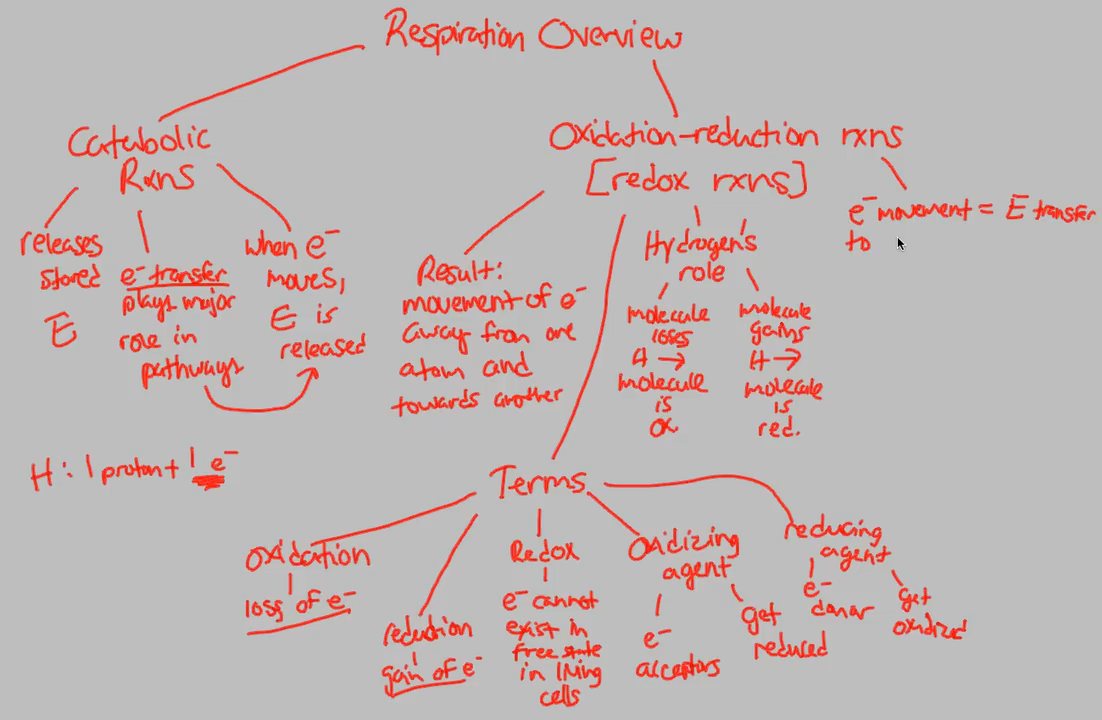 Respiration Overview
Catabolic
Rxns
releases
stored
E
e⁻ transfer
plays major
role in
pathways
when e⁻
moves,
E is
released
H : 1 proton + 1 e⁻
Oxidation-reduction rxns
[redox rxns]
Result:
movement of e⁻
away from one
atom and
towards another
Hydrogen's
role
molecule
loses
H →
molecule
is
ox
molecule
gains
H →
molecule
is
red.
e⁻ movement = E transfer
to
Terms
oxidation
loss of e⁻
reduction
gain of e⁻
Redox
e⁻ cannot
exist in
free state
in living
cells
Oxidizing
agent
e⁻
acceptors
get
reduced
reducing
agent
e⁻
donar
get
oxidized